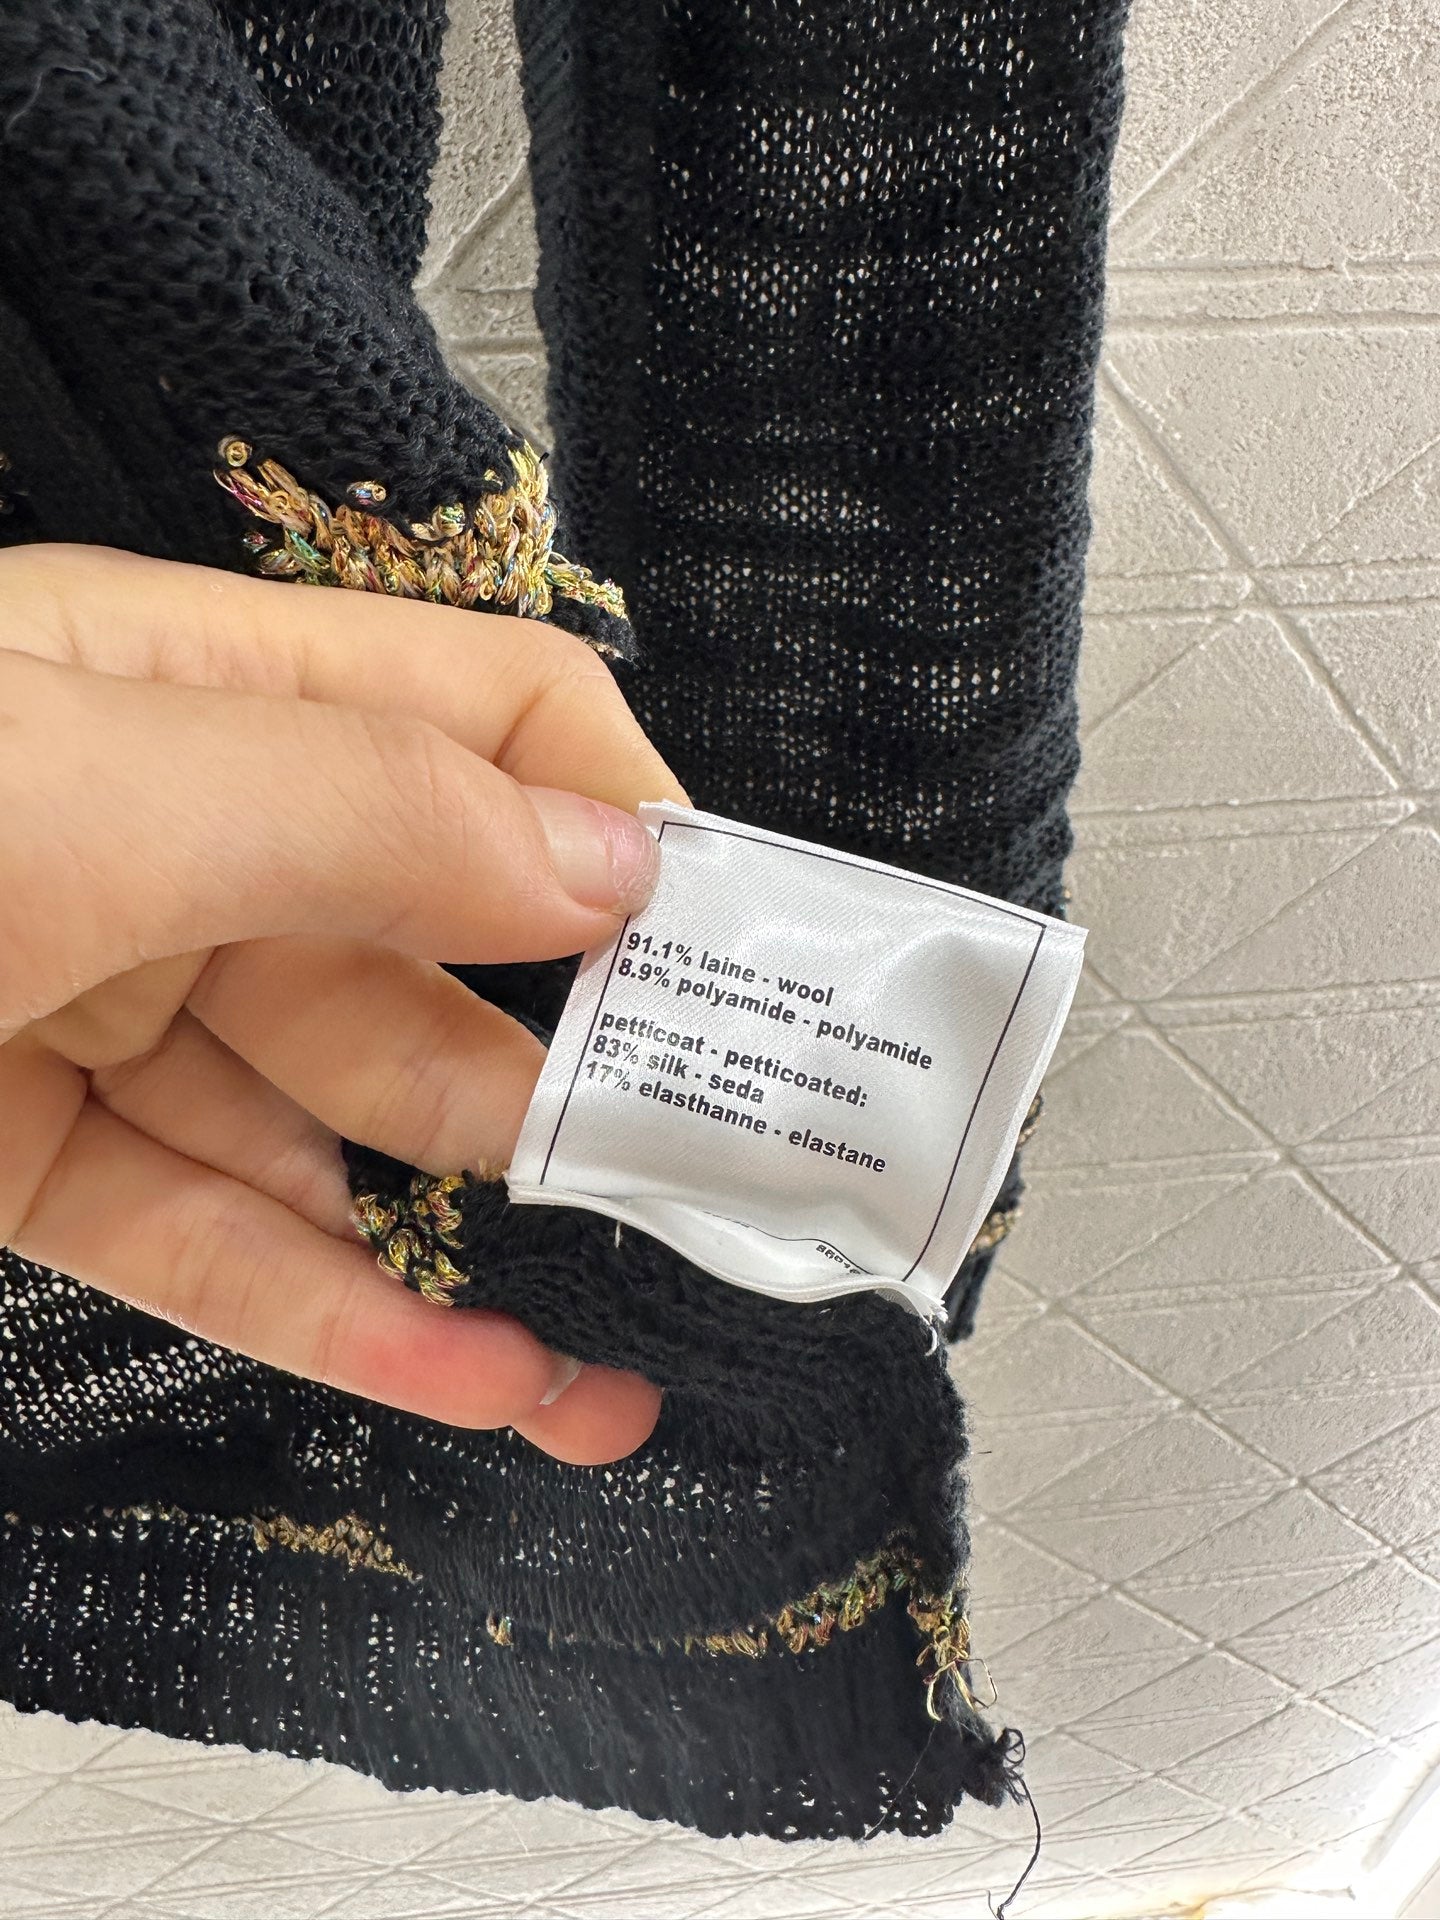 91.1% laine - wool
8.9% polyamide - polyamide
petticoat - petticoated:
83% silk - seda
17% elasthanne - elastane